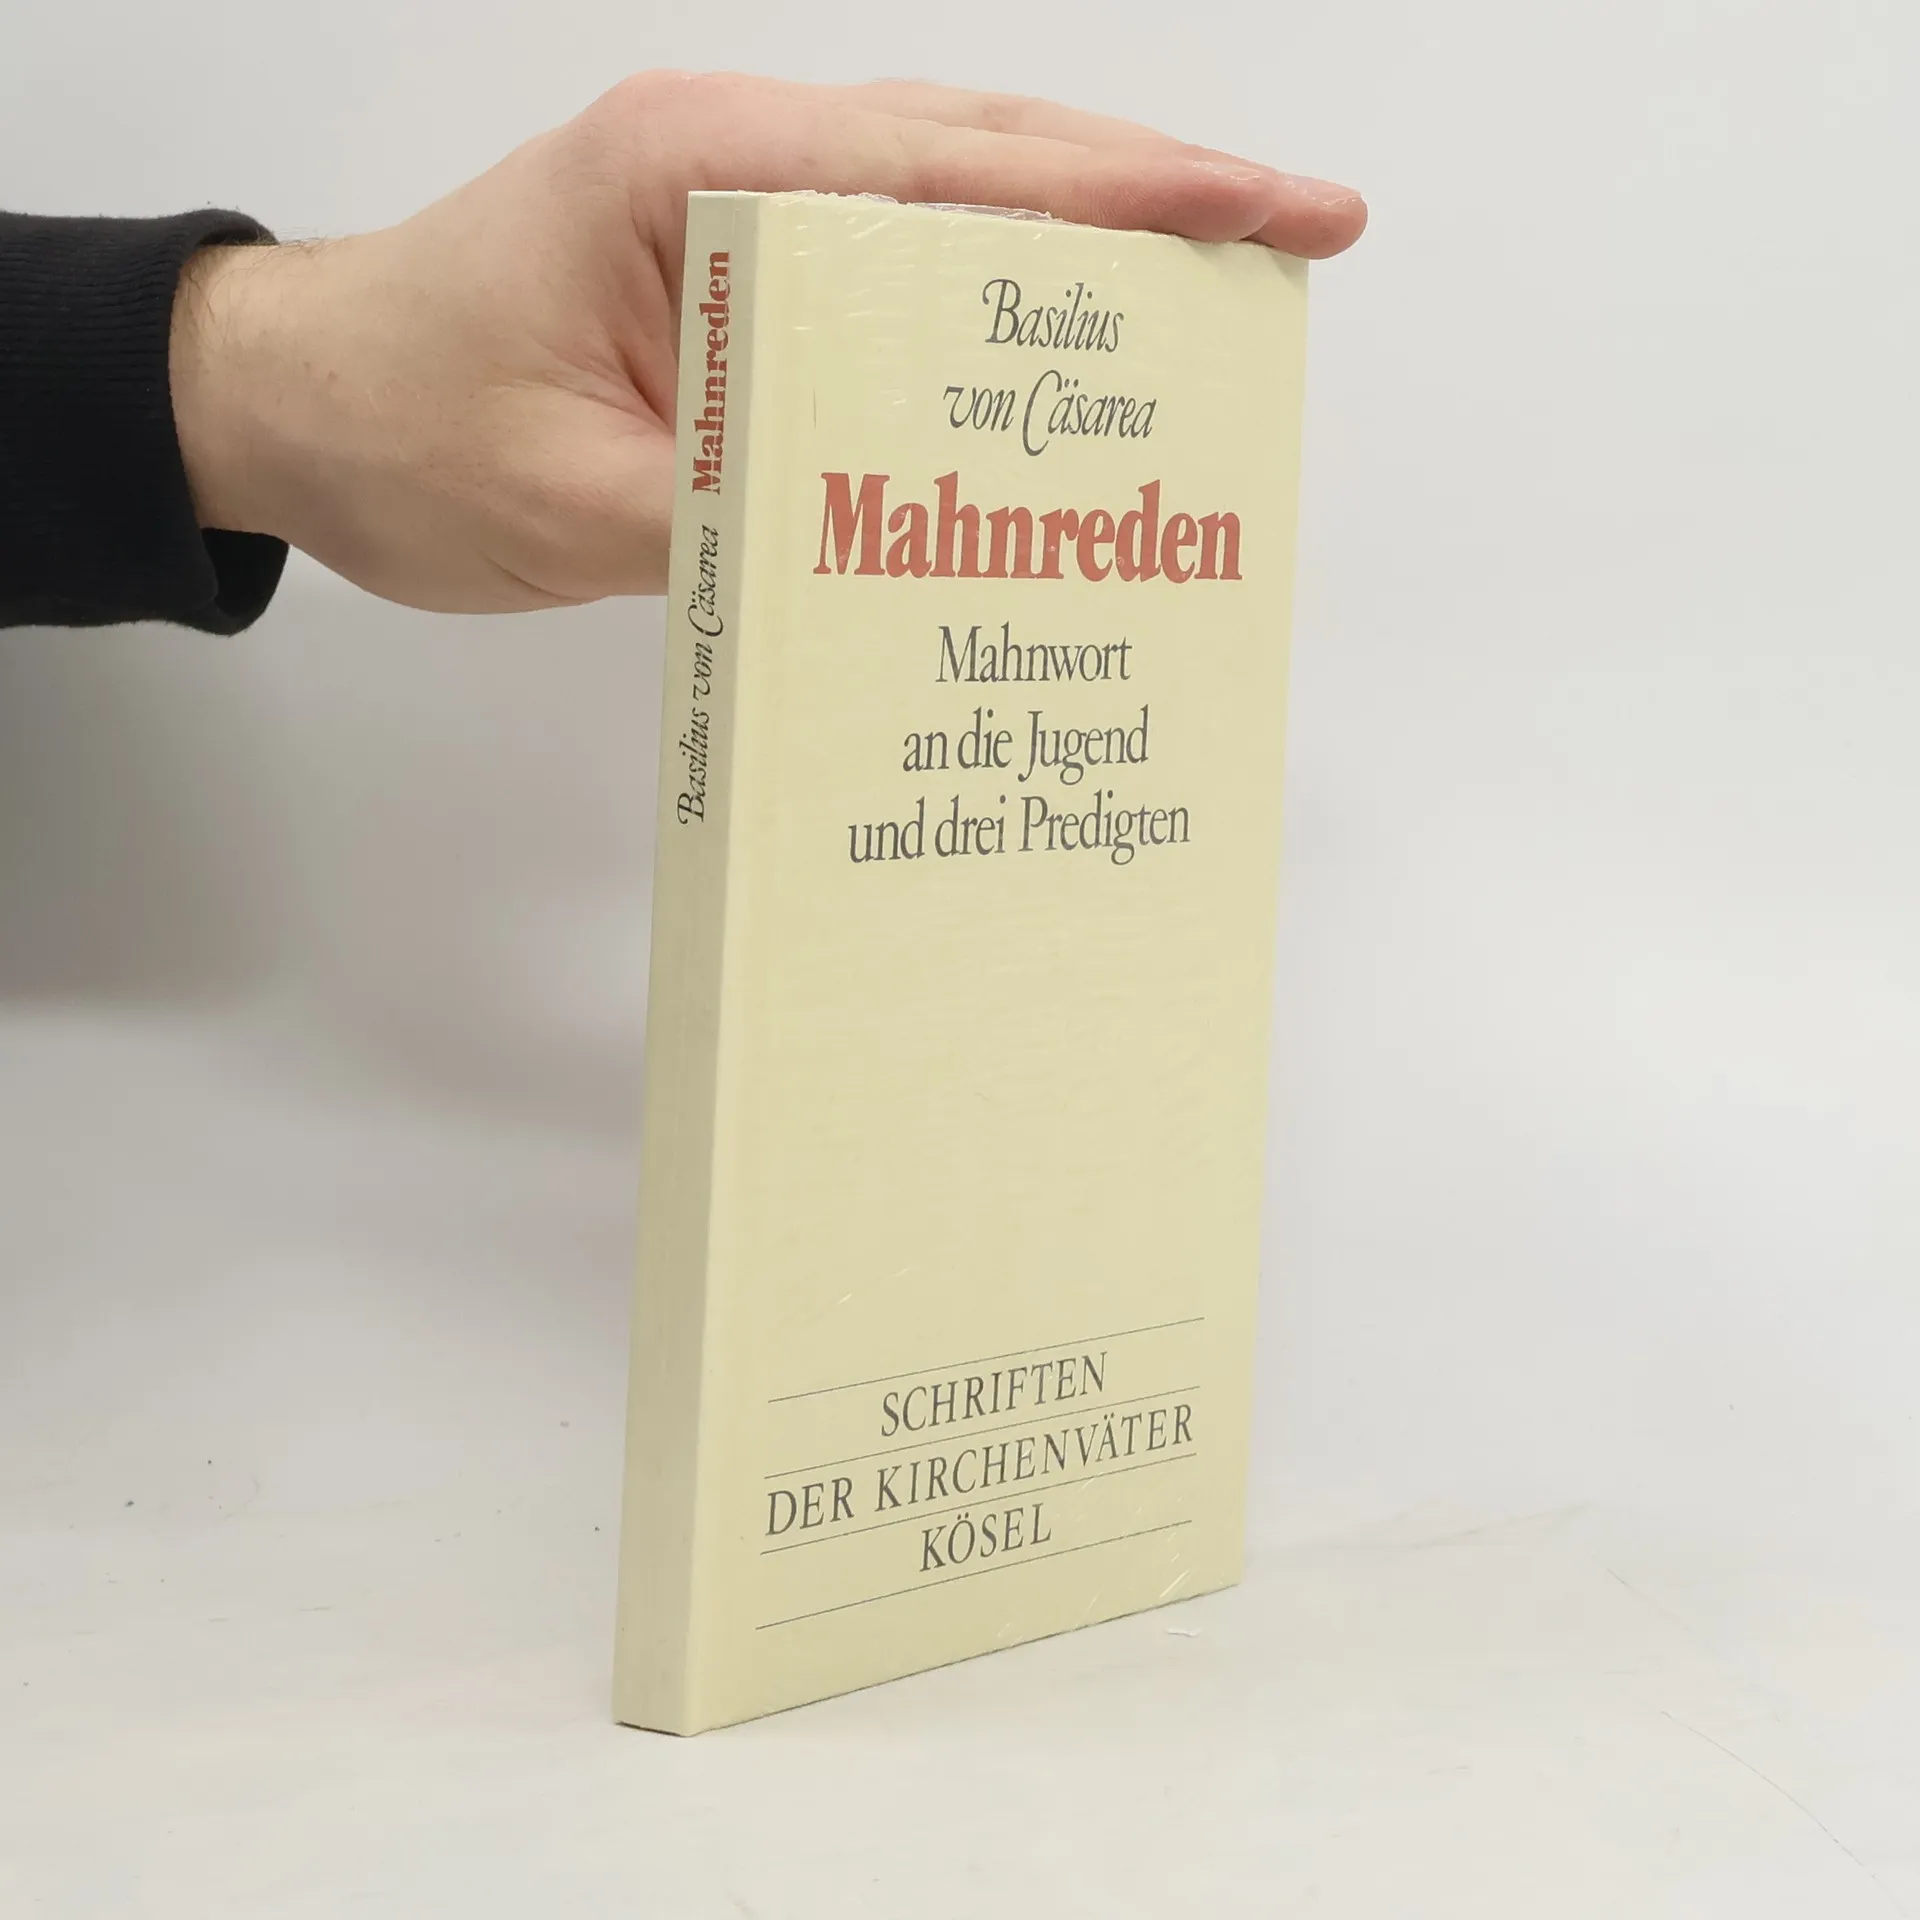 Basilius von Cäsarea Mahnreden
Basilius
von Cäsarea
Mahnreden
Mahnwort
an die Jugend
und drei Predigten
SCHRIFTEN
DER KIRCHENVÄTER
KÖSEL